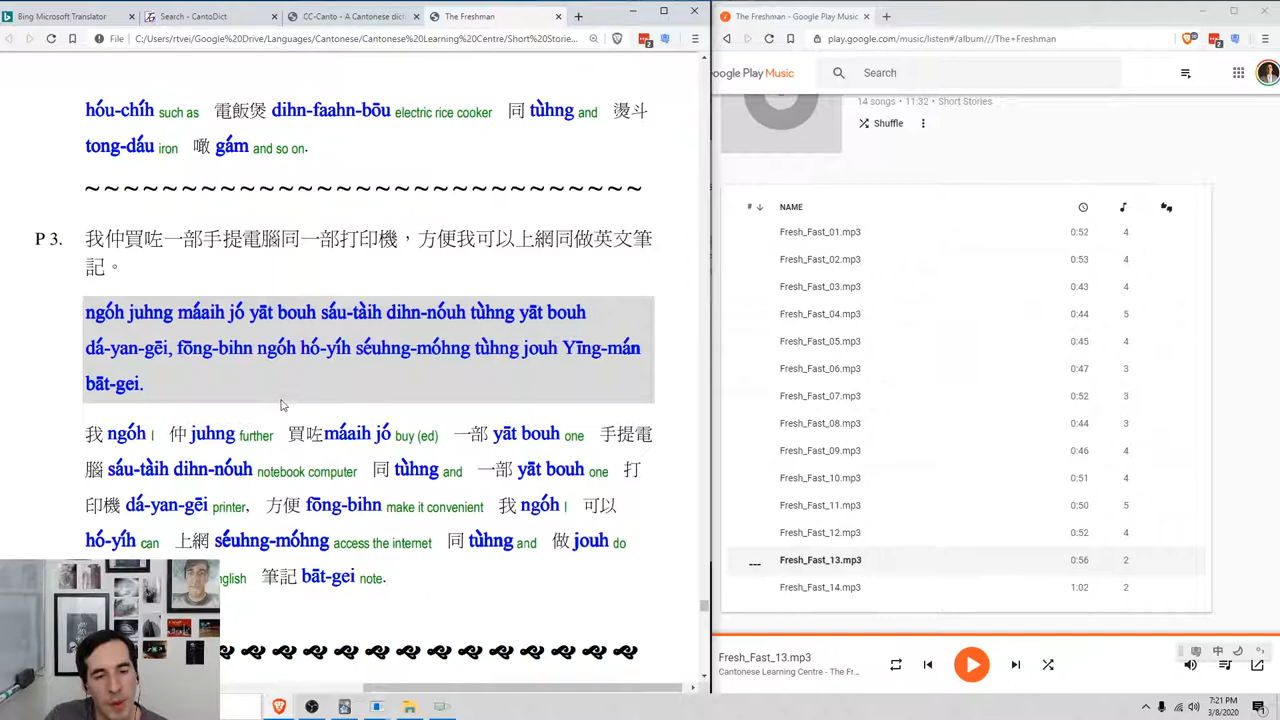 Bing Microsoft Translator
Search - CantoDict
CC-Canto - A Cantonese dict
The Freshman
The Freshman - Google Play Music
File
C:/Users/rtvei/Google%20Drive/Languages/Cantonese/Cantonese%20Learning%20Centre/Short%20Storie...
play.google.com/music/listen#/album///The+Freshman
hóu-chíh such as 電飯煲 dihn-faahn-bōu electric rice cooker 同 tùhng and 燙斗
tong-dáu iron 噉 gám and so on.
~~~~~~~~~~~~~~~~~~~~~~~~~~~~~
P 3. 我仲買咗一部手提電腦同一部打印機，方便我可以上網同做英文筆
記。
ngóh juhng máaih jó yāt bouh sáu-tàih dihn-nóuh tùhng yāt bouh
dá-yan-gēi, fōng-bihn ngóh hó-yíh séuhng-móhng tùhng jouh Yīng-mán
bāt-gei.
我 ngóh I 仲 juhng further 買咗máaih jó buy (ed) 一部 yāt bouh one 手提電
腦 sáu-tàih dihn-nóuh notebook computer 同 tùhng and 一部 yāt bouh one 打
印機 dá-yan-gēi printer, 方便 fōng-bihn make it convenient 我 ngóh I 可以
hó-yíh can 上網 séuhng-móhng access the internet 同 tùhng and 做 jouh do
glish 筆記 bāt-gei note.
oogle Play Music
Search
14 songs • 11:32 • Short Stories
Shuffle
# NAME
Fresh_Fast_01.mp3 0:52 4
Fresh_Fast_02.mp3 0:53 4
Fresh_Fast_03.mp3 0:43 4
Fresh_Fast_04.mp3 0:44 5
Fresh_Fast_05.mp3 0:45 4
Fresh_Fast_06.mp3 0:47 3
Fresh_Fast_07.mp3 0:52 3
Fresh_Fast_08.mp3 0:44 3
Fresh_Fast_09.mp3 0:46 4
Fresh_Fast_10.mp3 0:51 4
Fresh_Fast_11.mp3 0:50 5
Fresh_Fast_12.mp3 0:52 4
Fresh_Fast_13.mp3 0:56 2
Fresh_Fast_14.mp3 1:02 2
Fresh_Fast_13.mp3
Cantonese Learning Centre - The Fr...
中
7:21 PM
3/8/2020